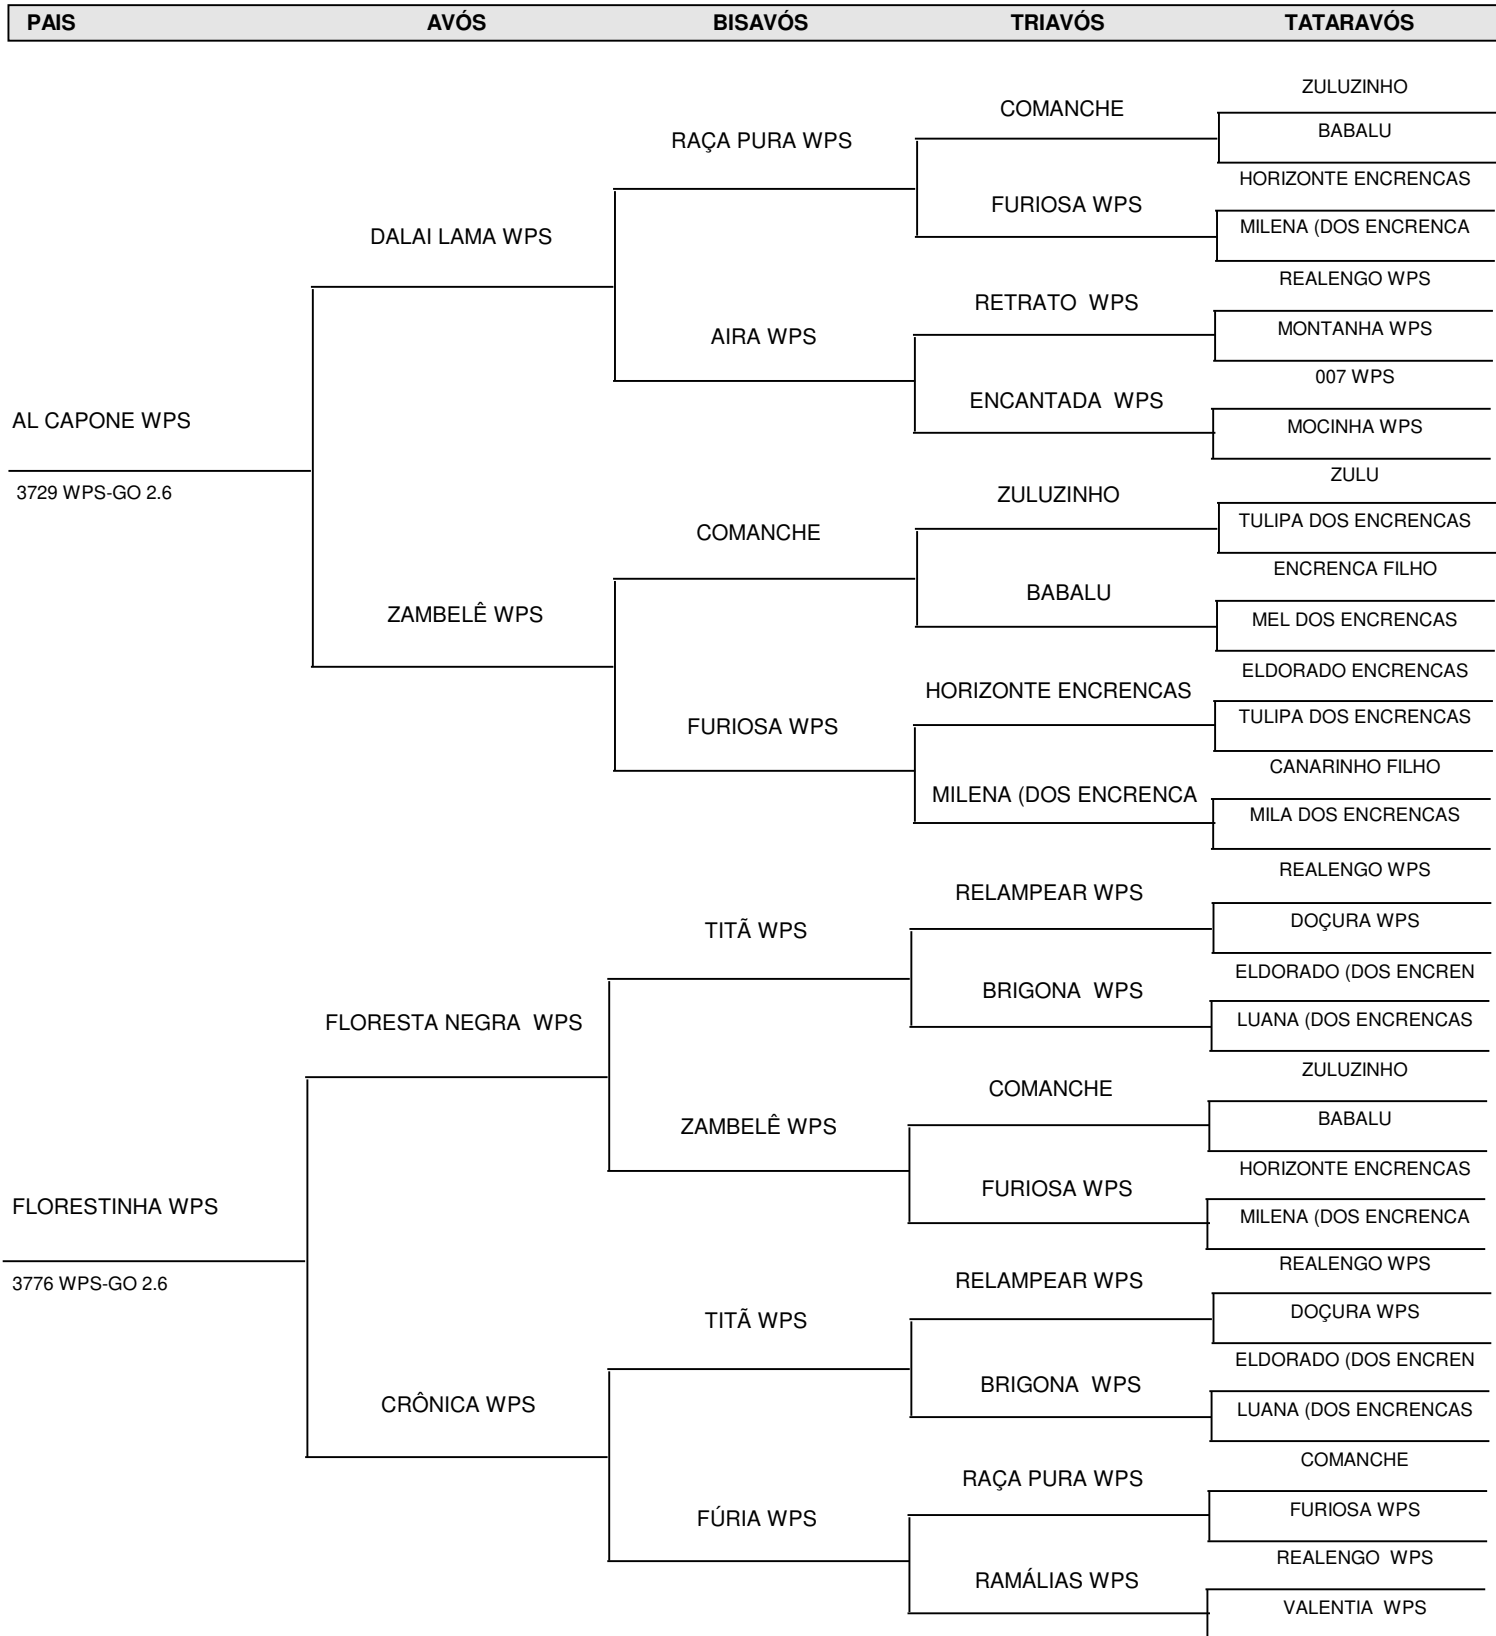 PAIS AVÓS BISAVÓS TRIAVÓS TATARAVÓS
ZULUZINHO
COMANCHE
BABALU
RAÇA PURA WPS
HORIZONTE ENCRENCAS
FURIOSA WPS
MILENA (DOS ENCRENCA
DALAI LAMA WPS
REALENGO WPS
RETRATO WPS
MONTANHA WPS
AIRA WPS
007 WPS
ENCANTADA WPS
MOCINHA WPS
AL CAPONE WPS
3729 WPS-GO 2.6
ZULU
ZULUZINHO
TULIPA DOS ENCRENCAS
COMANCHE
ENCRENCA FILHO
BABALU
MEL DOS ENCRENCAS
ZAMBELÊ WPS
ELDORADO ENCRENCAS
HORIZONTE ENCRENCAS
TULIPA DOS ENCRENCAS
FURIOSA WPS
CANARINHO FILHO
MILENA (DOS ENCRENCA
MILA DOS ENCRENCAS
REALENGO WPS
RELAMPEAR WPS
DOÇURA WPS
TITÃ WPS
ELDORADO (DOS ENCREN
BRIGONA WPS
LUANA (DOS ENCRENCAS
FLORESTA NEGRA WPS
ZULUZINHO
COMANCHE
BABALU
ZAMBELÊ WPS
HORIZONTE ENCRENCAS
FURIOSA WPS
MILENA (DOS ENCRENCA
FLORESTINHA WPS
3776 WPS-GO 2.6
REALENGO WPS
RELAMPEAR WPS
DOÇURA WPS
TITÃ WPS
ELDORADO (DOS ENCREN
BRIGONA WPS
LUANA (DOS ENCRENCAS
CRÔNICA WPS
COMANCHE
RAÇA PURA WPS
FURIOSA WPS
FÚRIA WPS
REALENGO WPS
RAMÁLIAS WPS
VALENTIA WPS